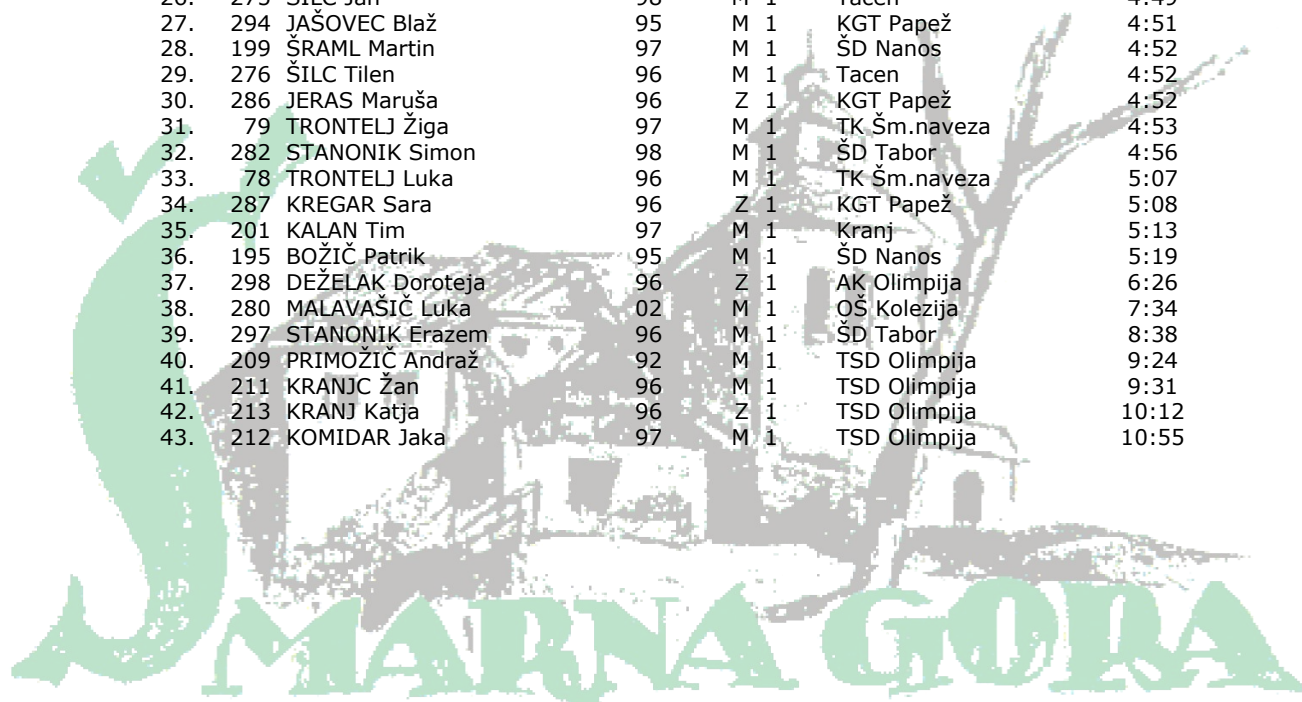 26. 275 ŠILC Jan 98 M 1 Tacen 4:49
27. 294 JAŠOVEC Blaž 95 M 1 KGT Papež 4:51
28. 199 ŠRAML Martin 97 M 1 ŠD Nanos 4:52
29. 276 ŠILC Tilen 96 M 1 Tacen 4:52
30. 286 JERAS Maruša 96 Z 1 KGT Papež 4:52
31. 79 TRONTELJ Žiga 97 M 1 TK Šm.naveza 4:53
32. 282 STANONIK Simon 98 M 1 ŠD Tabor 4:56
33. 78 TRONTELJ Luka 96 M 1 TK Šm.naveza 5:07
34. 287 KREGAR Sara 96 Z 1 KGT Papež 5:08
35. 201 KALAN Tim 97 M 1 Kranj 5:13
36. 195 BOŽIČ Patrik 95 M 1 ŠD Nanos 5:19
37. 298 DEŽELAK Doroteja 96 Z 1 AK Olimpija 6:26
38. 280 MALAVAŠIČ Luka 02 M 1 OŠ Kolezija 7:34
39. 297 STANONIK Erazem 96 M 1 ŠD Tabor 8:38
40. 209 PRIMOŽIČ Andraž 92 M 1 TSD Olimpija 9:24
41. 211 KRANJC Žan 96 M 1 TSD Olimpija 9:31
42. 213 KRANJ Katja 96 Z 1 TSD Olimpija 10:12
43. 212 KOMIDAR Jaka 97 M 1 TSD Olimpija 10:55
ŠMARNA GORA